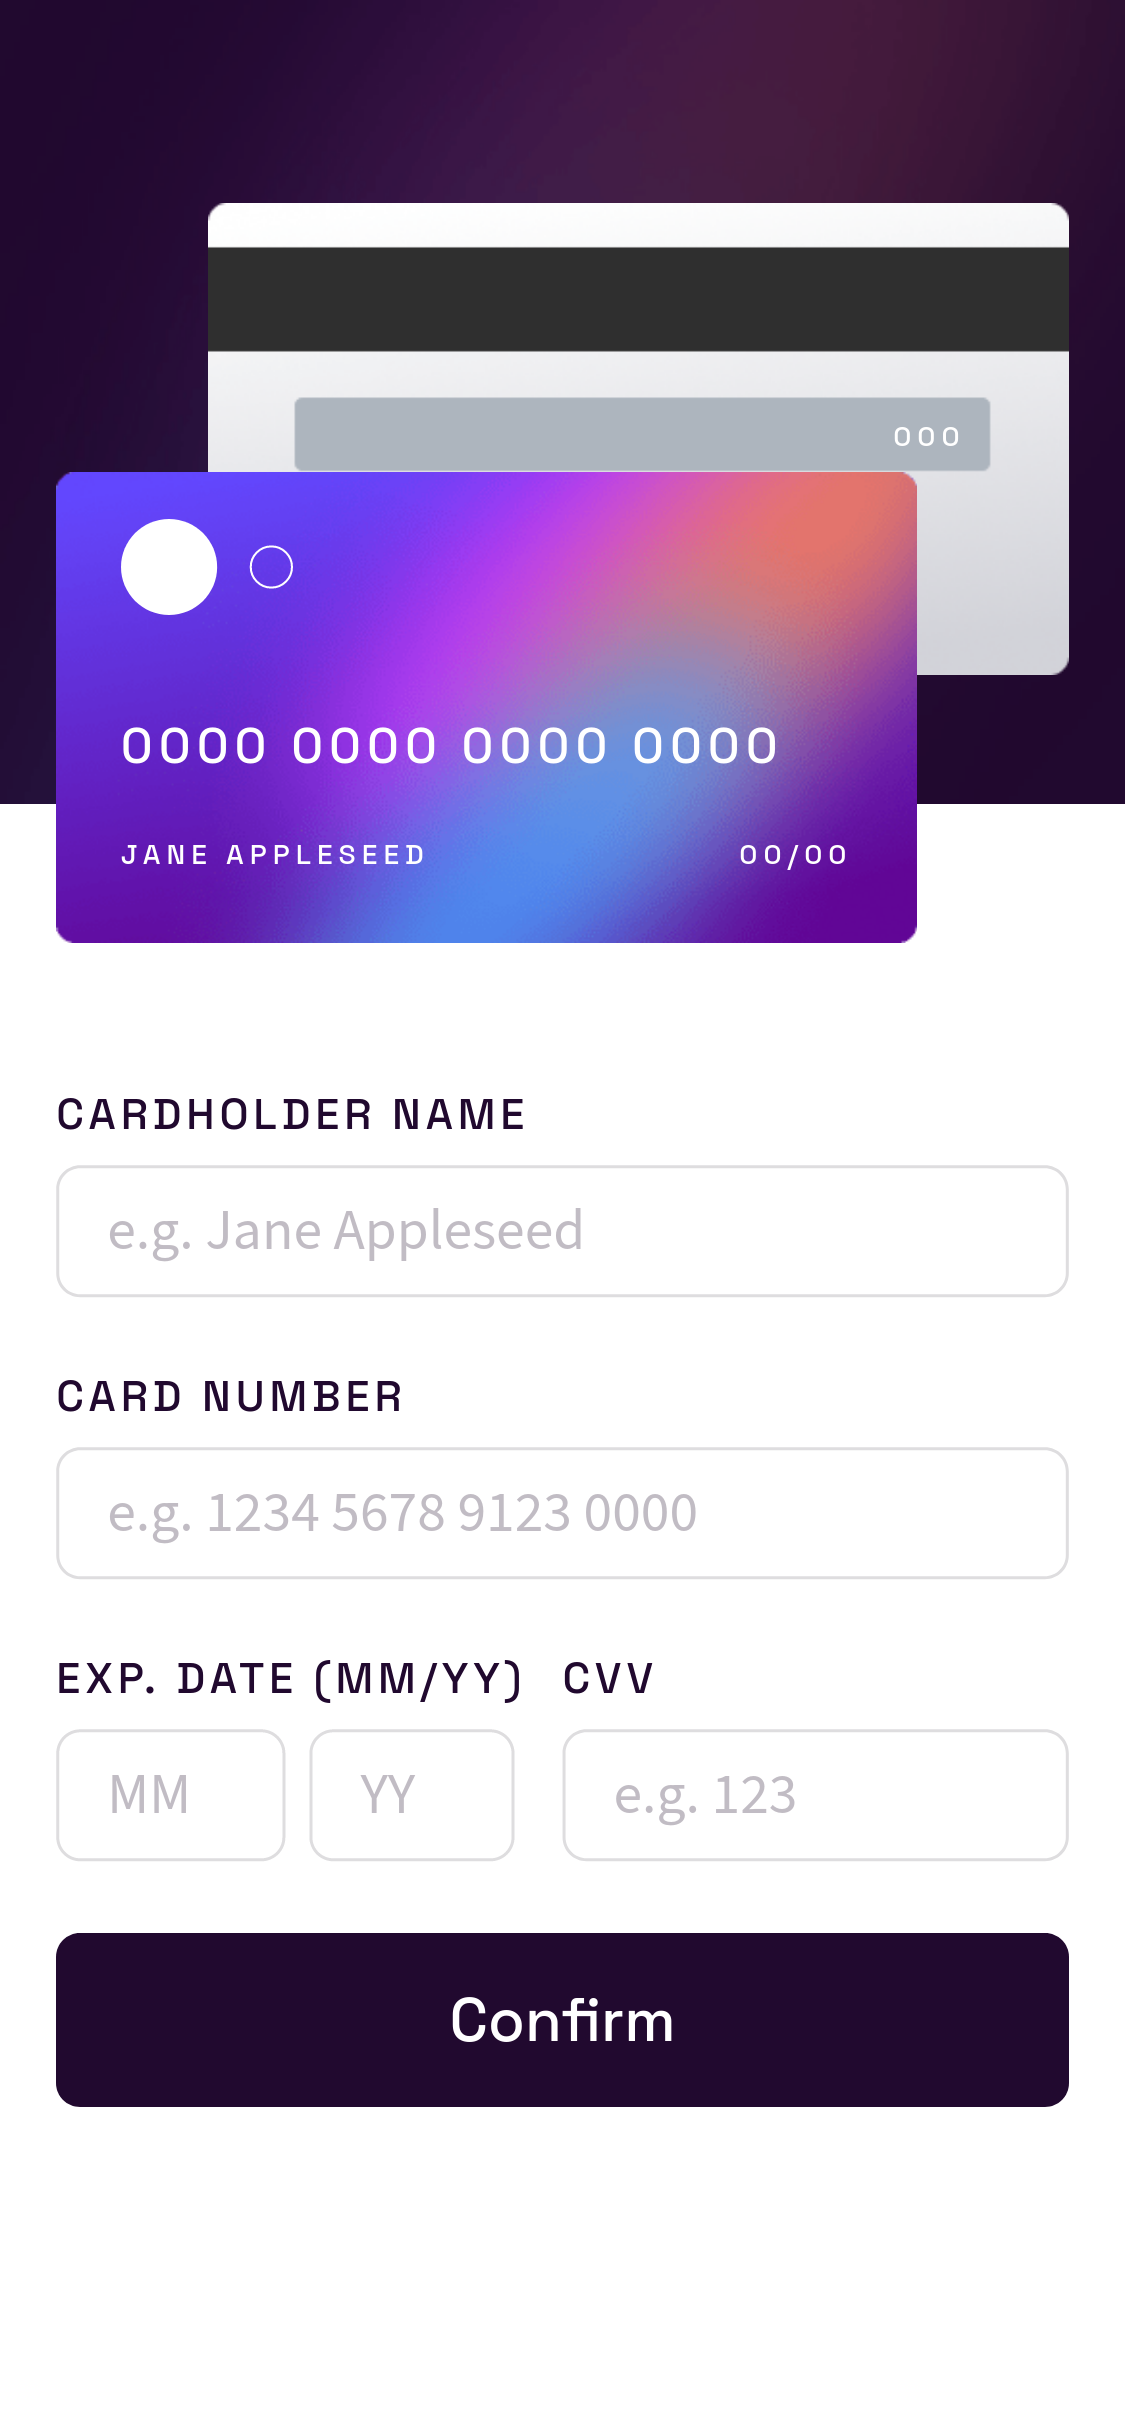 000
0000 0000 0000 0000
JANE APPLESEED 00/00
CARDHOLDER NAME
e.g. Jane Appleseed
CARD NUMBER
e.g. 1234 5678 9123 0000
EXP. DATE (MM/YY) CVV
MM YY e.g. 123
Confirm